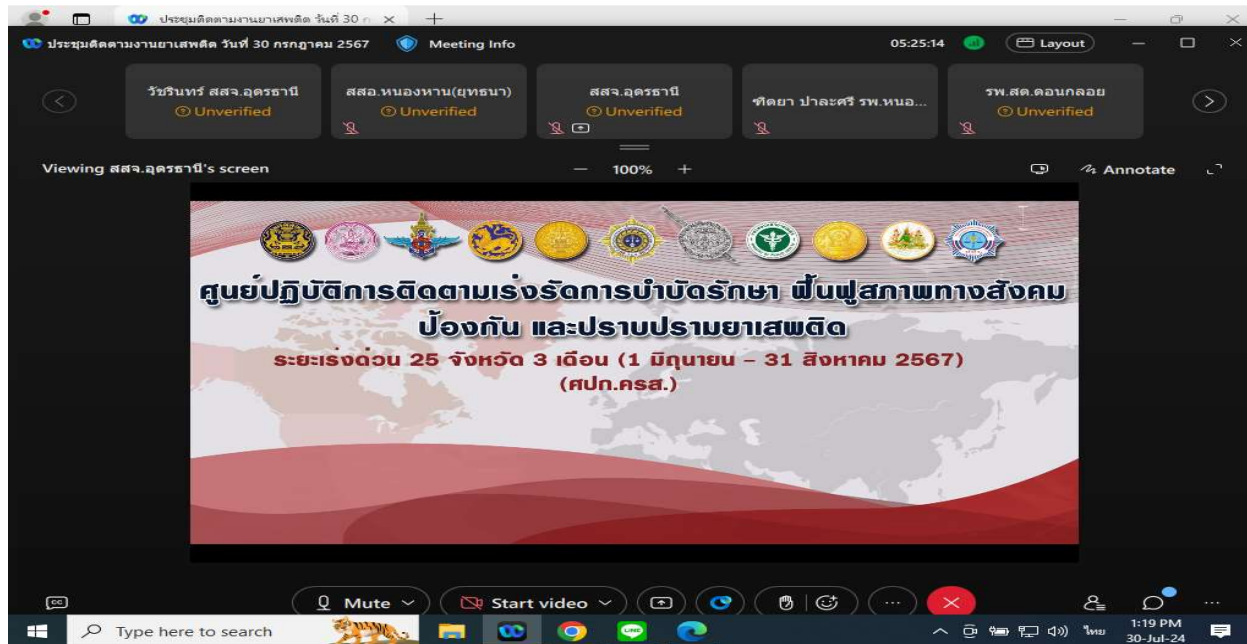 ประชุมติดตามงานยาเสพติด วันที่ 30 ก
ประชุมติดตามงานยาเสพติด วันที่ 30 กรกฎาคม 2567 Meeting Info 05:25:14 Layout
วัชรินทร์ สสจ.อุดรธานี
Unverified
สสอ.หนองหาน(ยุทธนา)
Unverified
สสจ.อุดรธานี
Unverified
ฑิตยา ปาละศรี รพ.หนอ...
รพ.สต.ดอนกลอย
Unverified
Viewing สสจ.อุดรธานี's screen - 100% + Annotate
ศูนย์ปฏิบัติการติดตามเร่งรัดการบำบัดรักษา ฟื้นฟูสภาพทางสังคม
ป้องกัน และปราบปรามยาเสพติด
ระยะเร่งด่วน 25 จังหวัด 3 เดือน (1 มิถุนายน – 31 สิงหาคม 2567)
(ศปก.ครส.)
CC Mute Start video
Type here to search LINE ไทย 1:19 PM
30-Jul-24